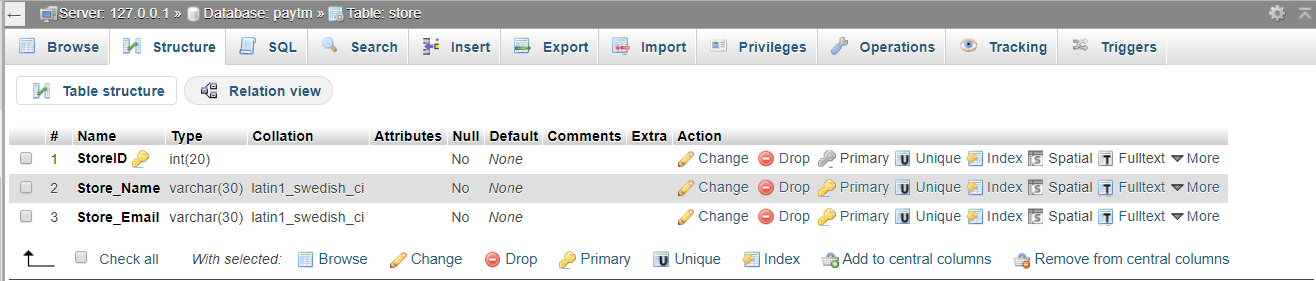 Server: 127.0.0.1 » Database: paytm » Table: store
Browse Structure SQL Search Insert Export Import Privileges Operations Tracking Triggers
Table structure Relation view
# Name Type Collation Attributes Null Default Comments Extra Action
1 StoreID int(20) No None Change Drop Primary Unique Index Spatial Fulltext More
2 Store_Name varchar(30) latin1_swedish_ci No None Change Drop Primary Unique Index Spatial Fulltext More
3 Store_Email varchar(30) latin1_swedish_ci No None Change Drop Primary Unique Index Spatial Fulltext More
Check all With selected: Browse Change Drop Primary Unique Index Add to central columns Remove from central columns